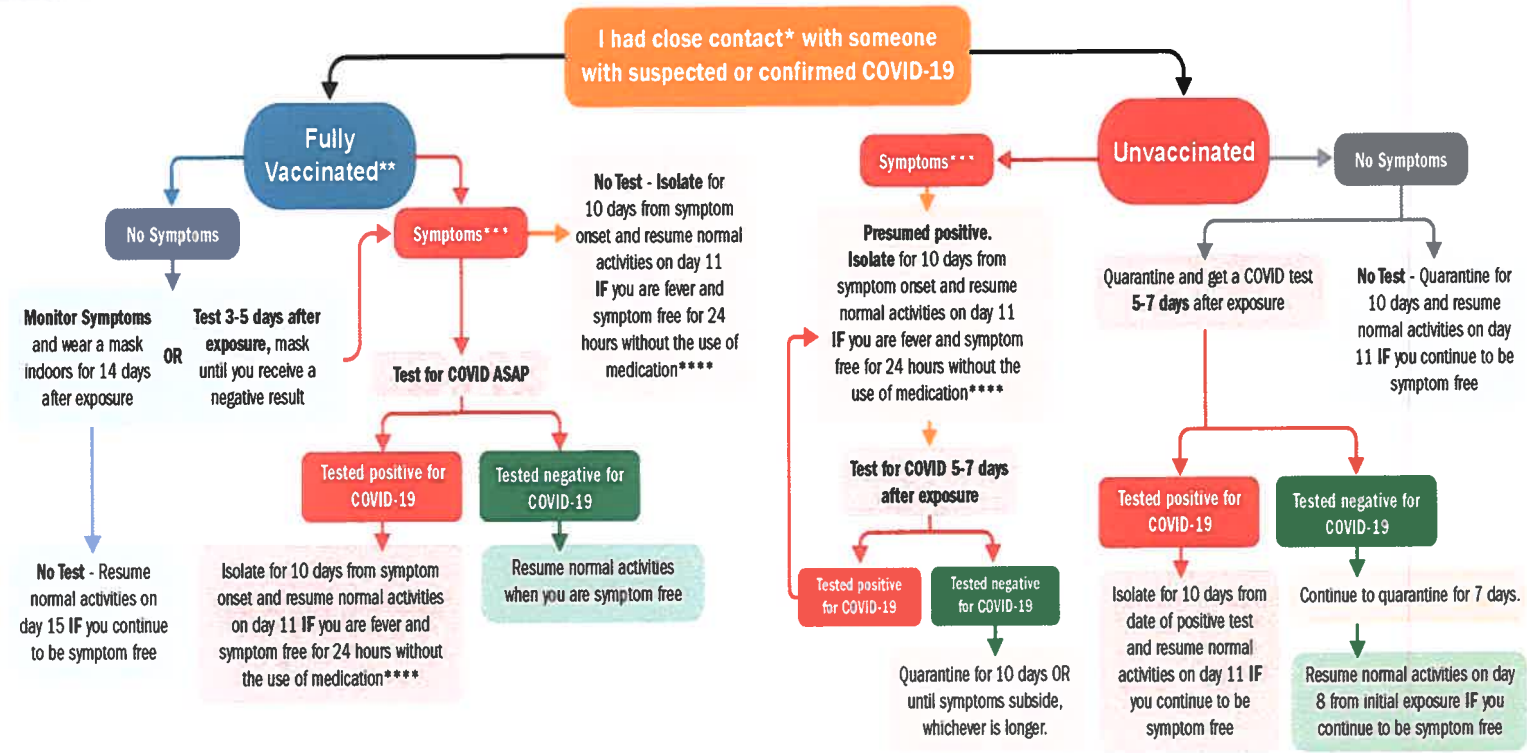 I had close contact* with someone
with suspected or confirmed COVID-19
Fully
Vaccinated**
No Symptoms
Monitor Symptoms
and wear a mask
indoors for 14 days
after exposure
OR
Test 3-5 days after
exposure, mask
until you receive a
negative result
No Test - Resume
normal activities on
day 15 IF you continue
to be symptom free
Symptoms***
No Test - Isolate for
10 days from symptom
onset and resume normal
activities on day 11
IF you are fever and
symptom free for 24
hours without the use of
medication****
Test for COVID ASAP
Tested positive for
COVID-19
Isolate for 10 days from symptom
onset and resume normal activities
on day 11 IF you are fever and
symptom free for 24 hours without
the use of medication****
Tested negative for
COVID-19
Resume normal activities
when you are symptom free
Unvaccinated
Symptoms***
Presumed positive.
Isolate for 10 days from
symptom onset and resume
normal activities on day 11
IF you are fever and symptom
free for 24 hours without the
use of medication****
Test for COVID 5-7 days
after exposure
Tested positive
for COVID-19
Tested negative
for COVID-19
Quarantine for 10 days OR
until symptoms subside,
whichever is longer.
No Symptoms
Quarantine and get a COVID test
5-7 days after exposure
No Test - Quarantine for
10 days and resume
normal activities on day
11 IF you continue to be
symptom free
Tested positive for
COVID-19
Isolate for 10 days from
date of positive test
and resume normal
activities on day 11 IF
you continue to be
symptom free
Tested negative for
COVID-19
Continue to quarantine for 7 days.
Resume normal activities on day
8 from initial exposure IF you
continue to be symptom free